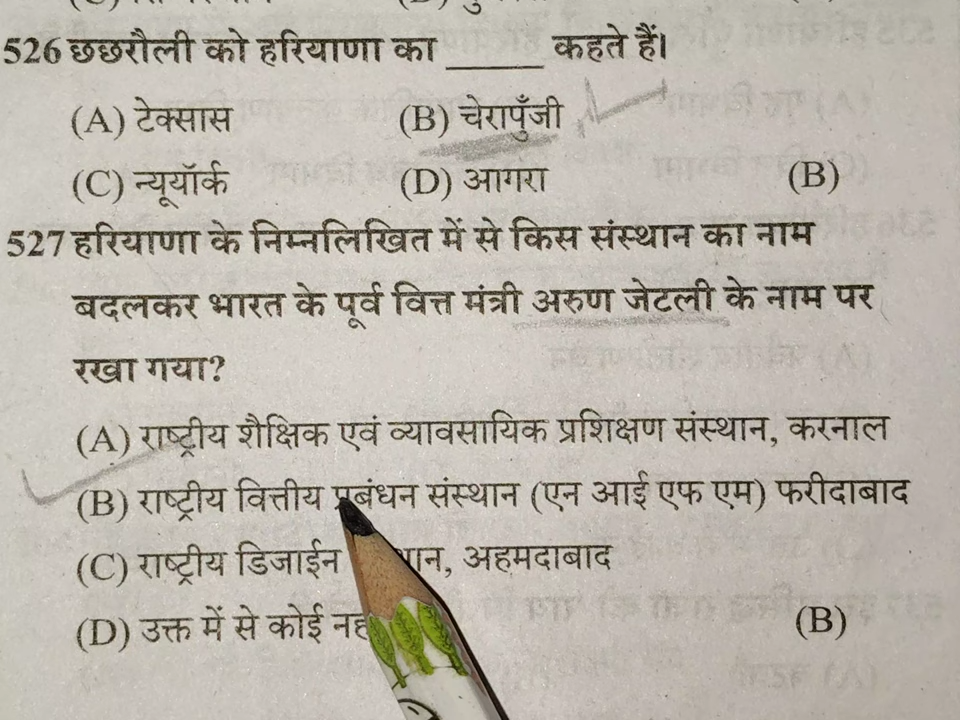 526 छछरौली को हरियाणा का ______ कहते हैं।
(A) टेक्सास (B) चेरापुँजी
(C) न्यूयॉर्क (D) आगरा (B)
527 हरियाणा के निम्नलिखित में से किस संस्थान का नाम
बदलकर भारत के पूर्व वित्त मंत्री अरुण जेटली के नाम पर
रखा गया?
(A) राष्ट्रीय शैक्षिक एवं व्यावसायिक प्रशिक्षण संस्थान, करनाल
(B) राष्ट्रीय वित्तीय प्रबंधन संस्थान (एन आई एफ एम) फरीदाबाद
(C) राष्ट्रीय डिजाईन अहमदाबाद
(D) उक्त में से कोई (B)